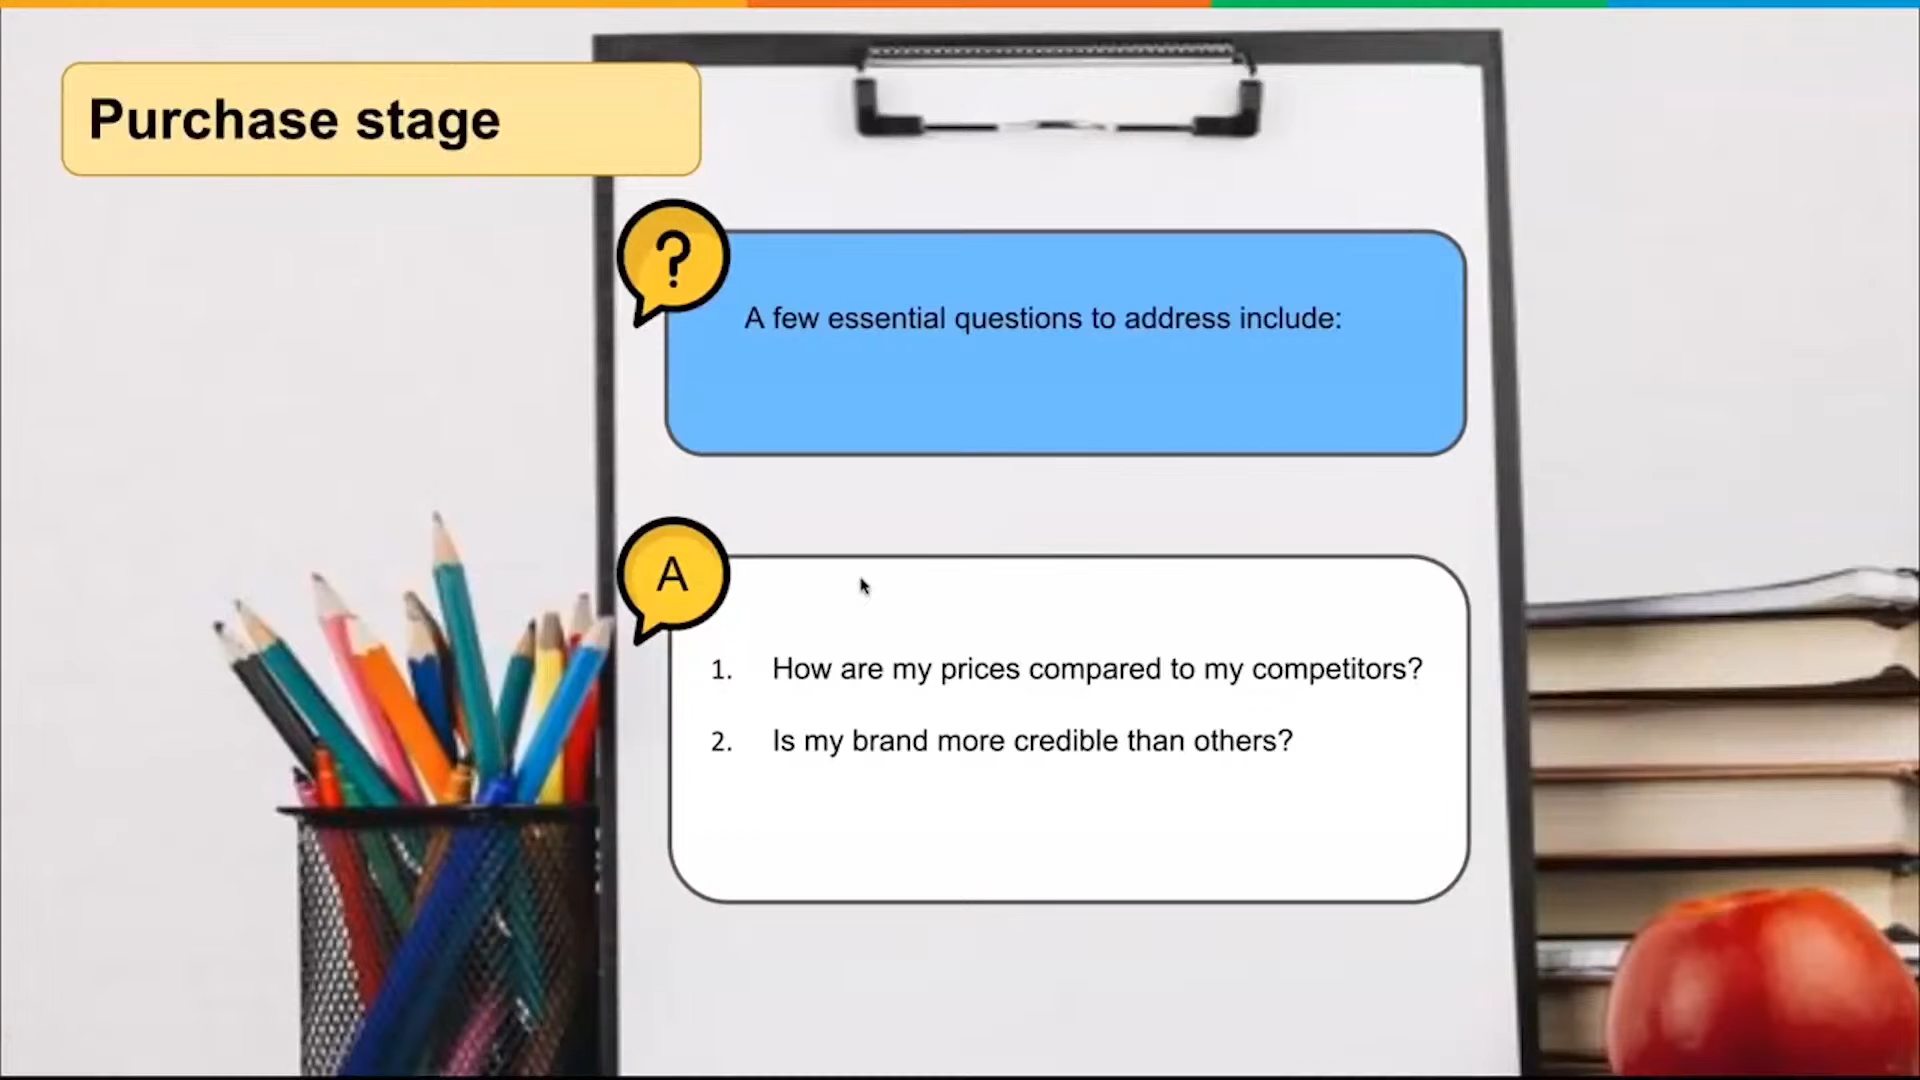 Purchase stage
?
A few essential questions to address include:
A
1. How are my prices compared to my competitors?
2. Is my brand more credible than others?